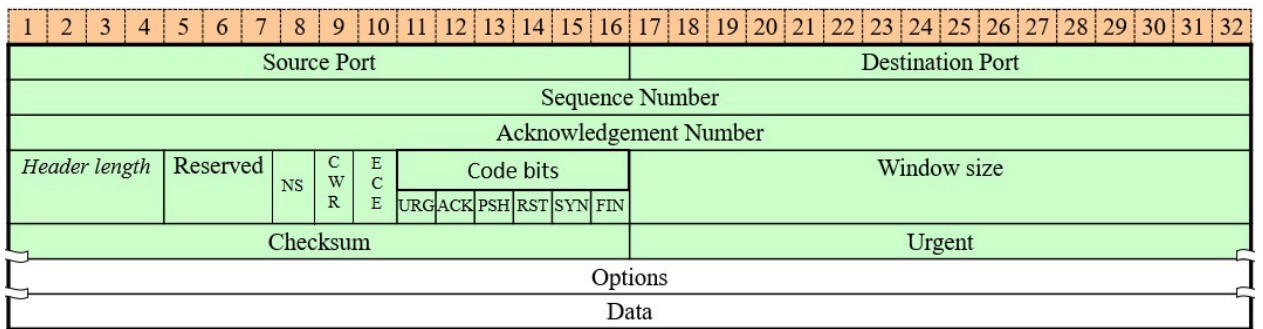 1 2 3 4 5 6 7 8 9 10 11 12 13 14 15 16 17 18 19 20 21 22 23 24 25 26 27 28 29 30 31 32
Source Port Destination Port
Sequence Number
Acknowledgement Number
Header length Reserved NS CWR ECE Code bits Window size
URG ACK PSH RST SYN FIN
Checksum Urgent
Options
Data